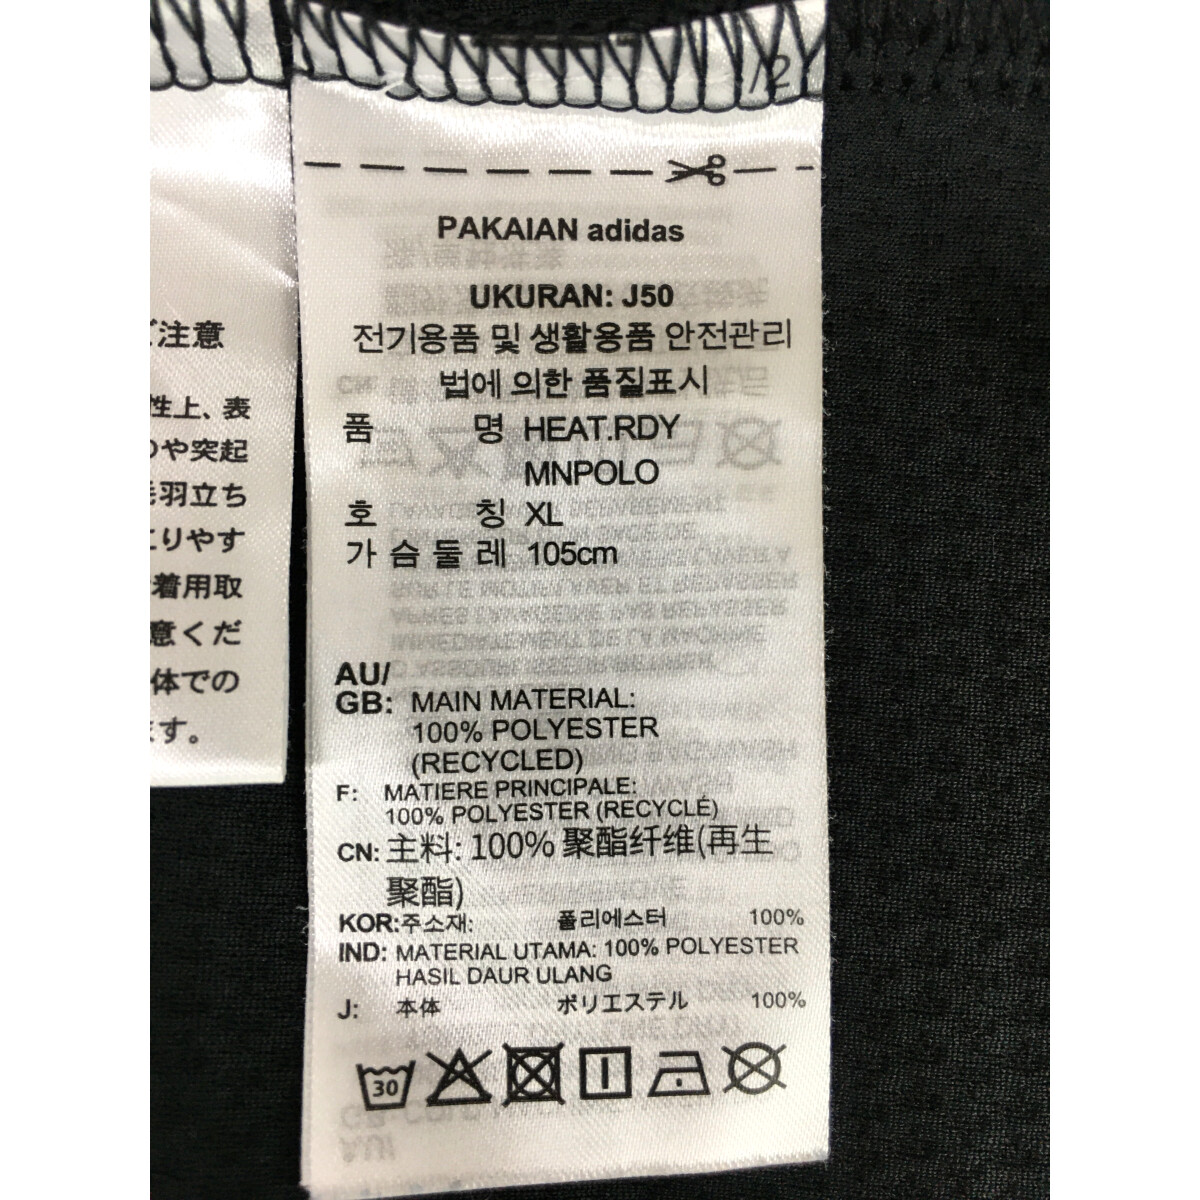 /2
PAKAIAN adidas
UKURAN: J50
전기용품 및 생활용품 안전관리
법에 의한 품질표시
품 명 HEAT.RDY
MNPOLO
호 칭 XL
가 슴 둘 레 105cm
AU/
GB: MAIN MATERIAL:
100% POLYESTER
(RECYCLED)
F: MATIERE PRINCIPALE:
100% POLYESTER (RECYCLÉ)
CN: 主料: 100% 聚酯纤维(再生
聚酯)
KOR:주소재: 폴리에스터 100%
IND: MATERIAL UTAMA: 100% POLYESTER
HASIL DAUR ULANG
J: 本体 ポリエステル 100%
30
ご注意
性上、表
や突起
毛羽立ち
こりやす
着用取
意くだ
体での
ます。